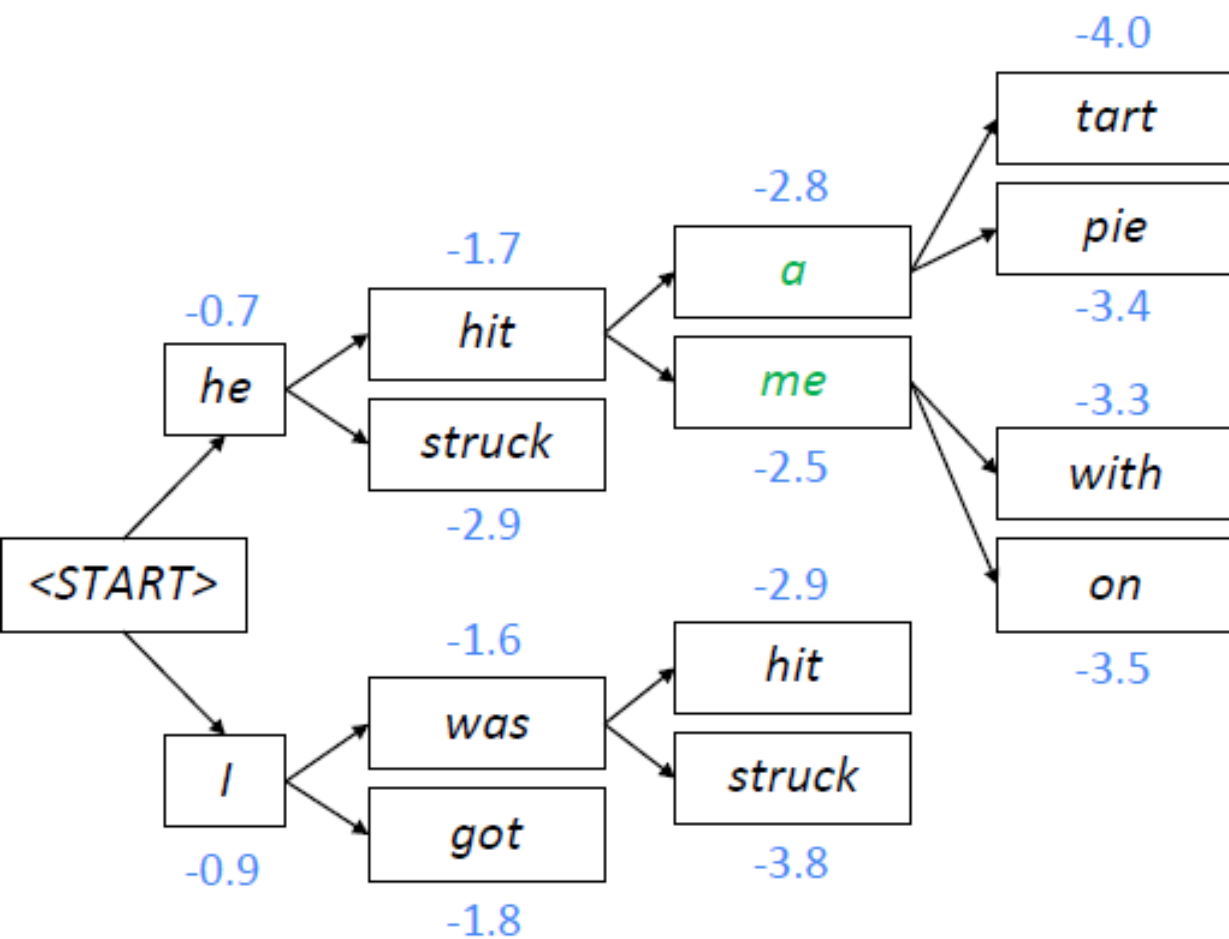 -4.0
tart
-2.8
pie
-1.7
a
-3.4
-0.7
hit
he
me
-3.3
struck
-2.5
with
-2.9
<START>
-2.9
on
-1.6
hit
-3.5
was
I
struck
got
-0.9
-3.8
-1.8